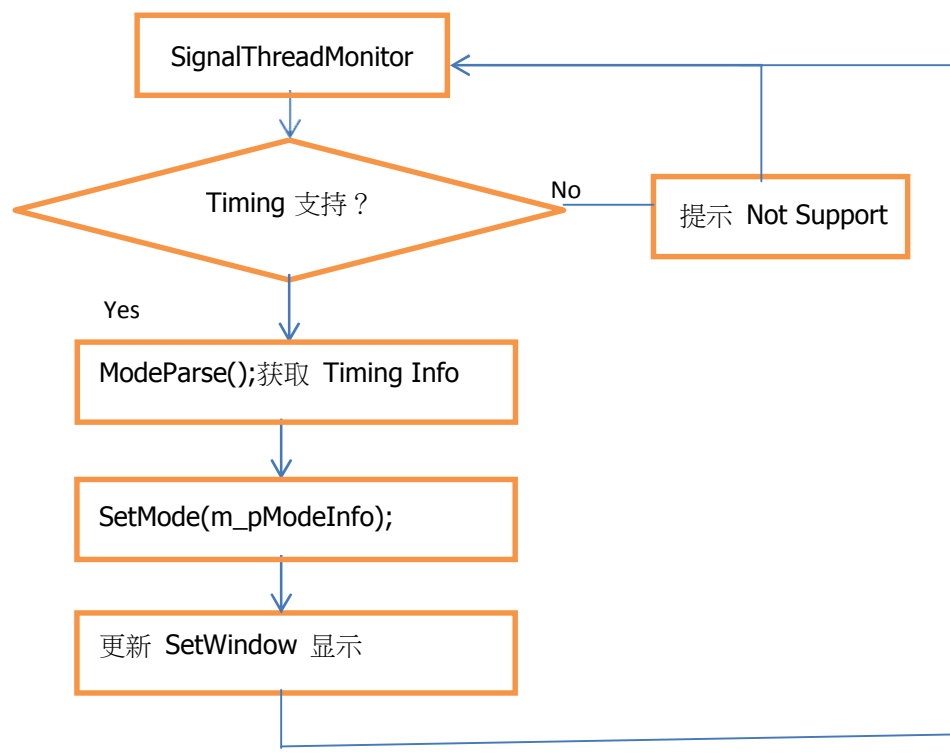 SignalThreadMonitor
Timing 支持？
No
提示 Not Support
Yes
ModeParse();获取 Timing Info
SetMode(m_pModeInfo);
更新 SetWindow 显示